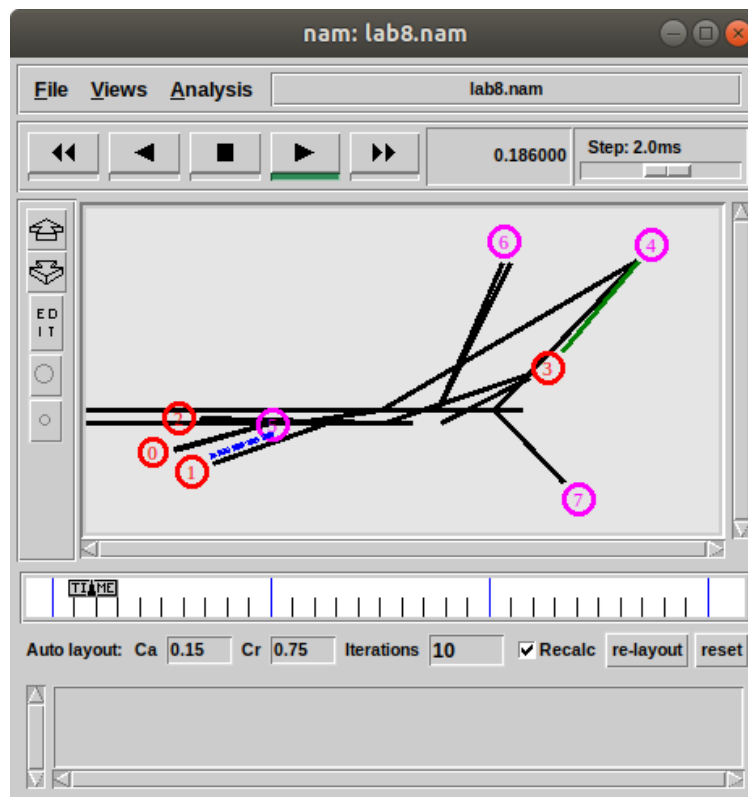 nam: lab8.nam
File Views Analysis lab8.nam
0.186000 Step: 2.0ms
ED
IT
6
4
3
2
5
0
1
7
TIME
Auto layout: Ca 0.15 Cr 0.75 Iterations 10 Recalc re-layout reset